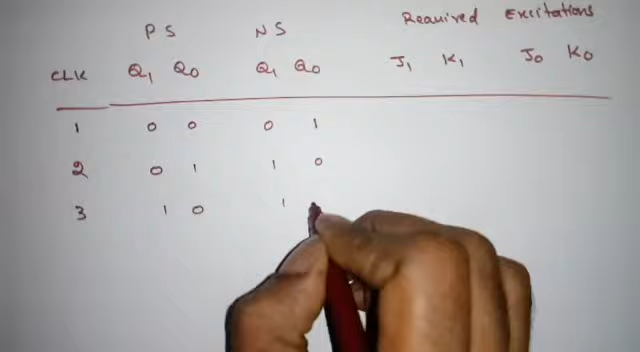 Required Excitations
PS NS
CLK Q1 Q0 Q1 Q0 J1 K1 J0 K0
1 0 0 0 1
2 0 1 1 0
3 1 0 1